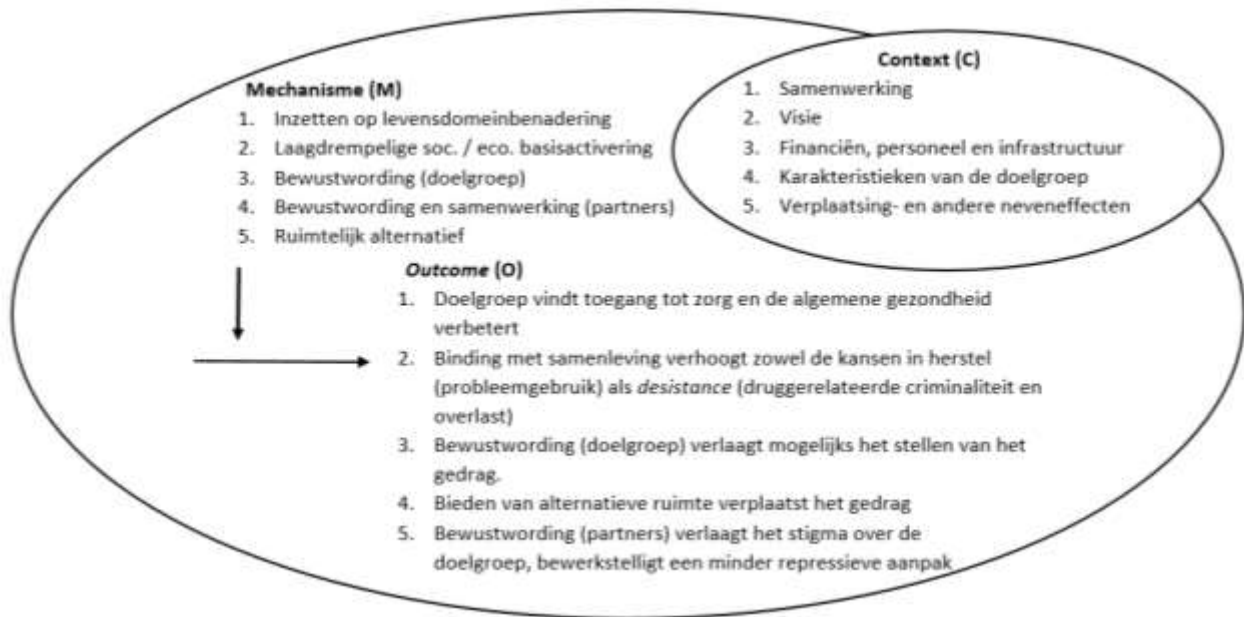 Mechanisme (M)
1. Inzetten op levensdomeinbenadering
2. Laagdrempelige soc. / eco. basisactivering
3. Bewustwording (doelgroep)
4. Bewustwording en samenwerking (partners)
5. Ruimtelijk alternatief
Context (C)
1. Samenwerking
2. Visie
3. Financiën, personeel en infrastructuur
4. Karakteristieken van de doelgroep
5. Verplaatsing- en andere neveneffecten
Outcome (O)
1. Doelgroep vindt toegang tot zorg en de algemene gezondheid
verbetert
2. Binding met samenleving verhoogt zowel de kansen in herstel
(probleemgebruik) als desistance (druggerelateerde criminaliteit en
overlast)
3. Bewustwording (doelgroep) verlaagt mogelijks het stellen van het
gedrag.
4. Bieden van alternatieve ruimte verplaatst het gedrag
5. Bewustwording (partners) verlaagt het stigma over de
doelgroep, bewerkstelligt een minder repressieve aanpak